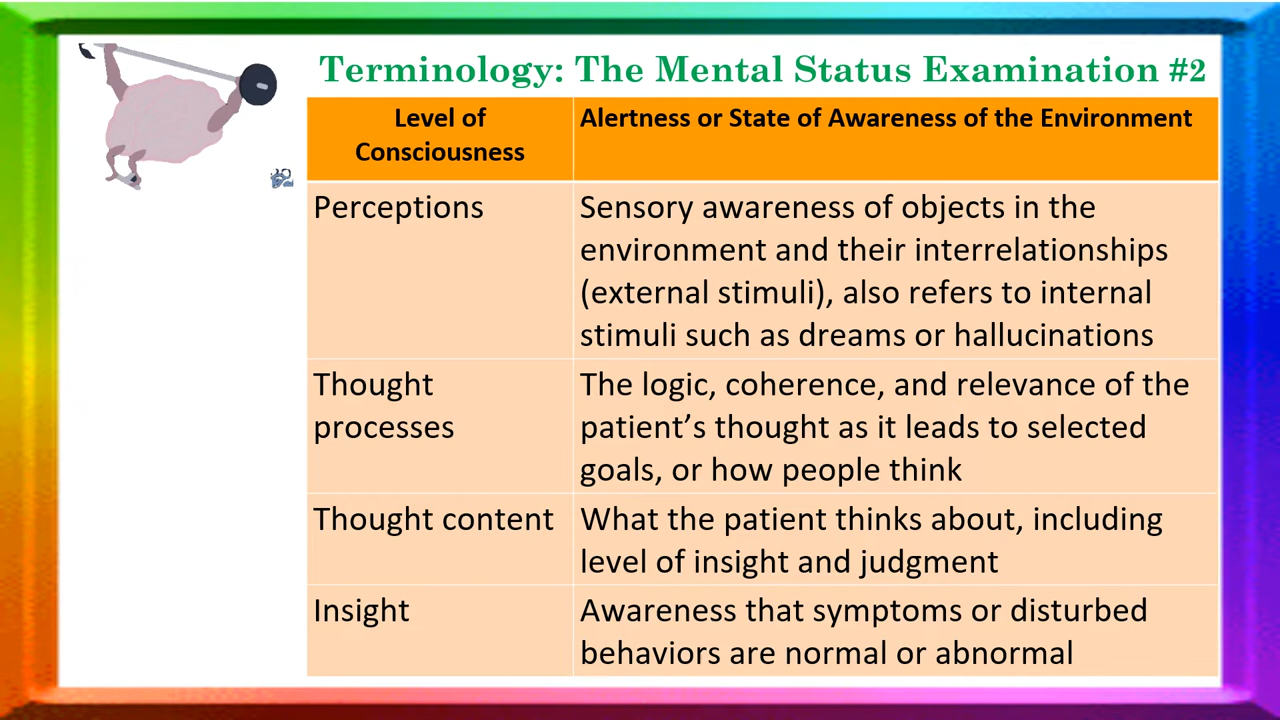 Terminology: The Mental Status Examination #2
Level of
Consciousness
Alertness or State of Awareness of the Environment
Perceptions
Sensory awareness of objects in the
environment and their interrelationships
(external stimuli), also refers to internal
stimuli such as dreams or hallucinations
Thought
processes
The logic, coherence, and relevance of the
patient’s thought as it leads to selected
goals, or how people think
Thought content
What the patient thinks about, including
level of insight and judgment
Insight
Awareness that symptoms or disturbed
behaviors are normal or abnormal